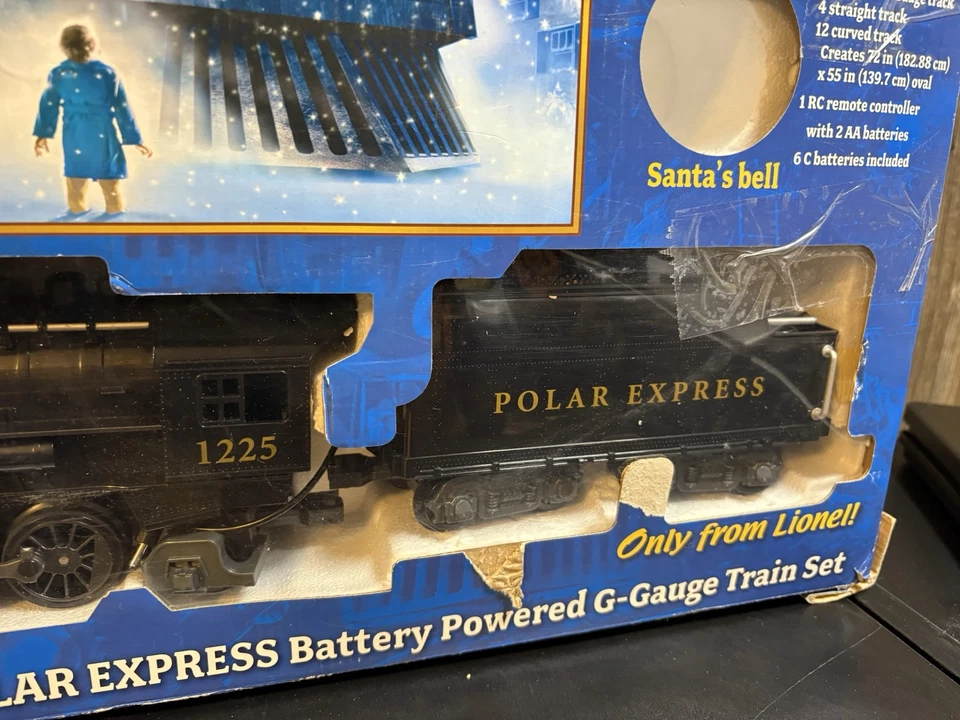 track
4 straight track
12 curved track
Creates 72 in (182.88 cm)
x 55 in (139.7 cm) oval
1 RC remote controller
with 2 AA batteries
6 C batteries included
Santa's bell
POLAR EXPRESS
1225
Only from Lionel!
LAR EXPRESS Battery Powered G-Gauge Train Set